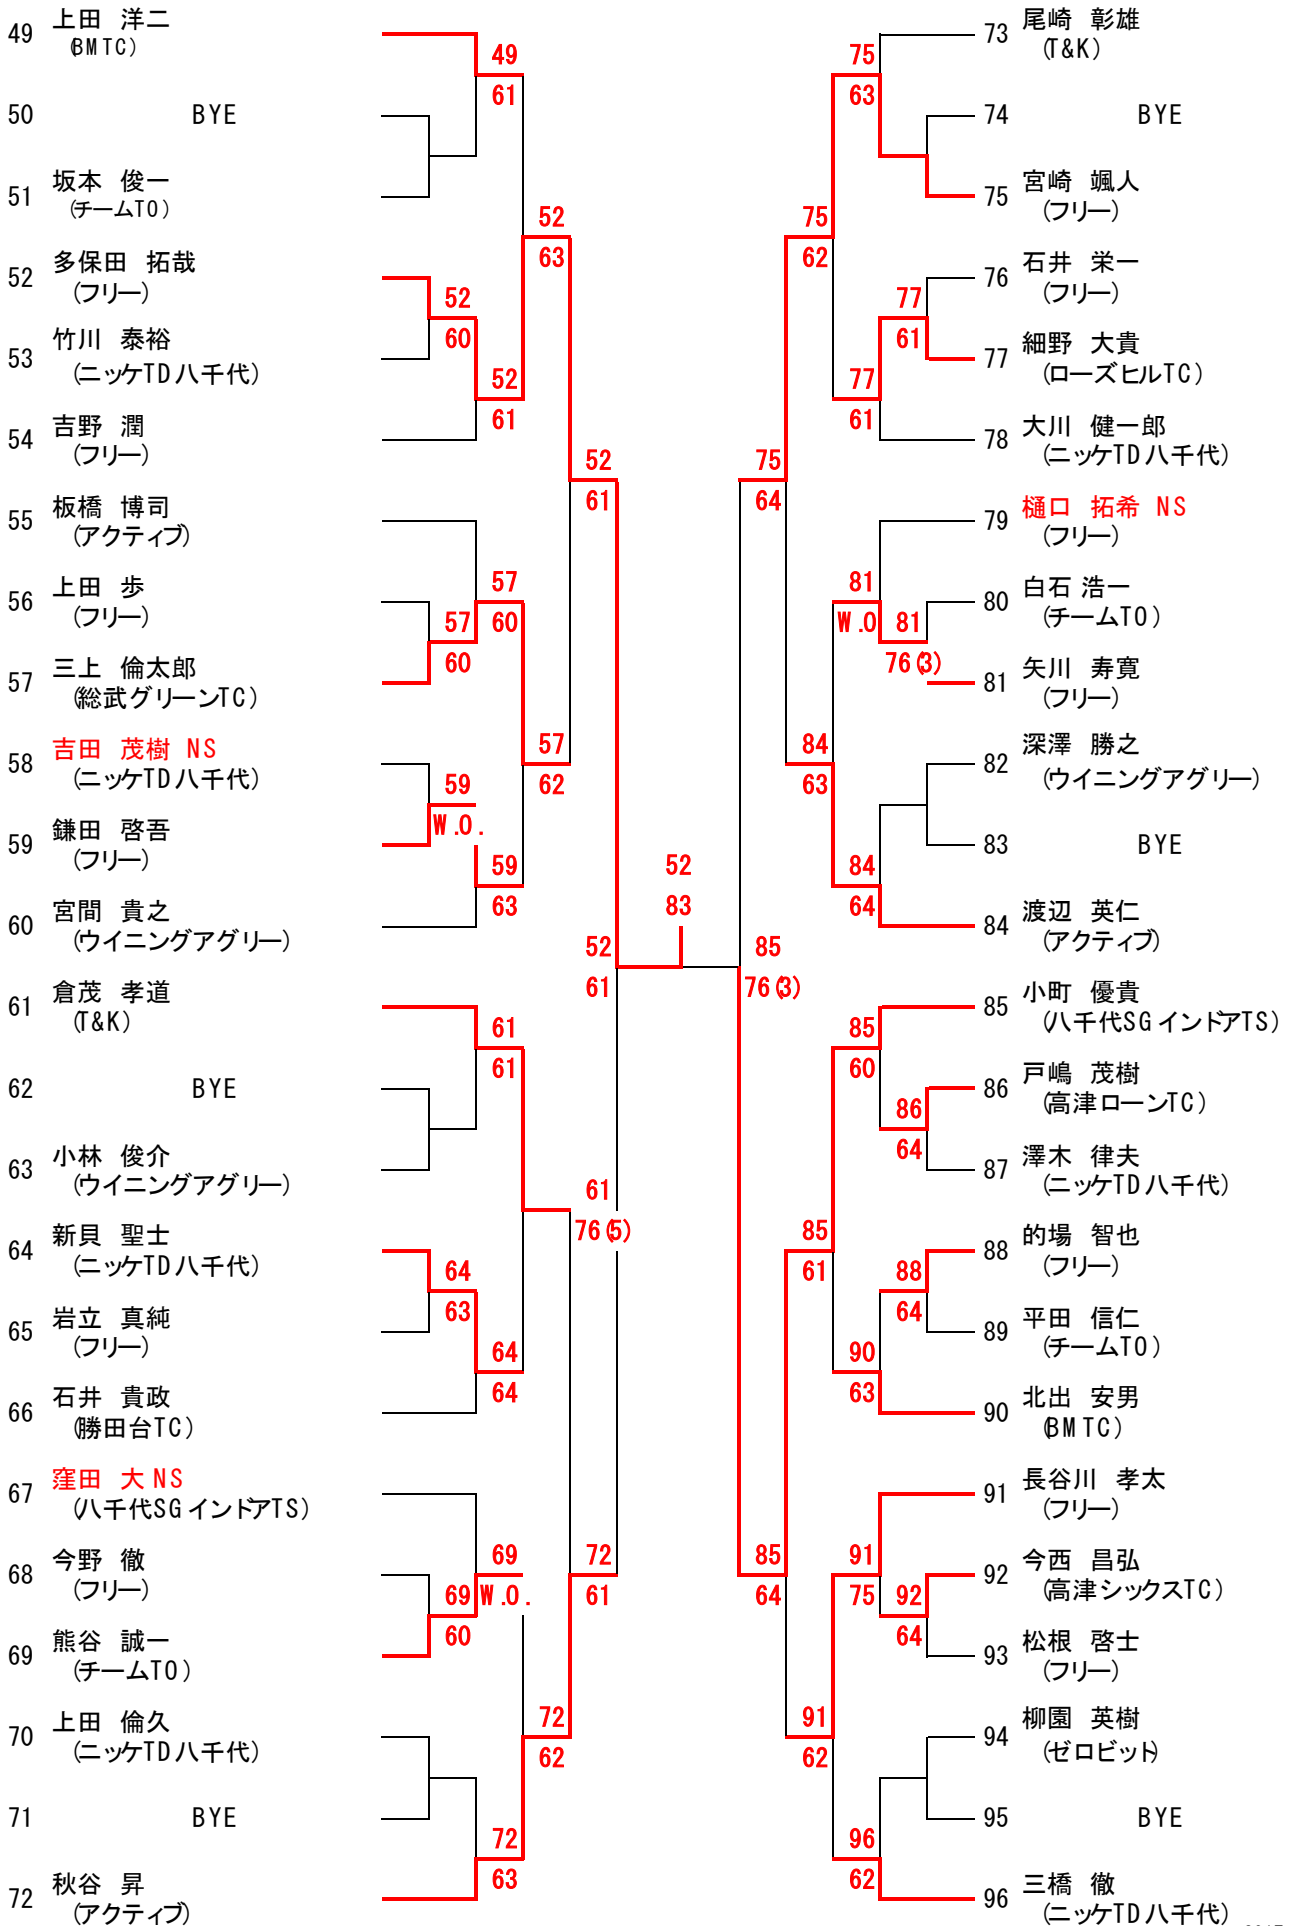 49 上田 洋二
(BMTC)
50 BYE
51 坂本 俊一
(チームTO)
52 多保田 拓哉
(フリー)
53 竹川 泰裕
(ニッケTD八千代)
54 吉野 潤
(フリー)
55 板橋 博司
(アクティブ)
56 上田 歩
(フリー)
57 三上 倫太郎
(総武グリーンTC)
58 吉田 茂樹 NS
(ニッケTD八千代)
59 鎌田 啓吾
(フリー)
60 宮間 貴之
(ウイニングアグリー)
61 倉茂 孝道
(T&K)
62 BYE
63 小林 俊介
(ウイニングアグリー)
64 新貝 聖士
(ニッケTD八千代)
65 岩立 真純
(フリー)
66 石井 貴政
(勝田台TC)
67 窪田 大 NS
(八千代SGインドアTS)
68 今野 徹
(フリー)
69 熊谷 誠一
(チームTO)
70 上田 倫久
(ニッケTD八千代)
71 BYE
72 秋谷 昇
(アクティブ)
49
61
52
60
52
61
52
63
57
60
57
60
59
W.O.
59
63
57
62
52
61
61
61
64
63
64
64
61
76(5)
69
60
69
W.O.
72
63
72
62
72
61
52
61
52
83
85
76(3)
75
63
77
61
77
61
75
62
81
76(3)
81
W.O
84
64
84
63
75
64
85
60
86
64
88
64
90
63
85
61
91
75
92
64
96
62
91
62
85
64
73 尾崎 彰雄
(T&K)
74 BYE
75 宮崎 颯人
(フリー)
76 石井 栄一
(フリー)
77 細野 大貴
(ローズヒルTC)
78 大川 健一郎
(ニッケTD八千代)
79 樋口 拓希 NS
(フリー)
80 白石 浩一
(チームTO)
81 矢川 寿寛
(フリー)
82 深澤 勝之
(ウイニングアグリー)
83 BYE
84 渡辺 英仁
(アクティブ)
85 小町 優貴
(八千代SGインドアTS)
86 戸嶋 茂樹
(高津ローンTC)
87 澤木 律夫
(ニッケTD八千代)
88 的場 智也
(フリー)
89 平田 信仁
(チームTO)
90 北出 安男
(BMTC)
91 長谷川 孝太
(フリー)
92 今西 昌弘
(高津シックスTC)
93 松根 啓士
(フリー)
94 柳園 英樹
(ゼロビット)
95 BYE
96 三橋 徹
(ニッケTD八千代)